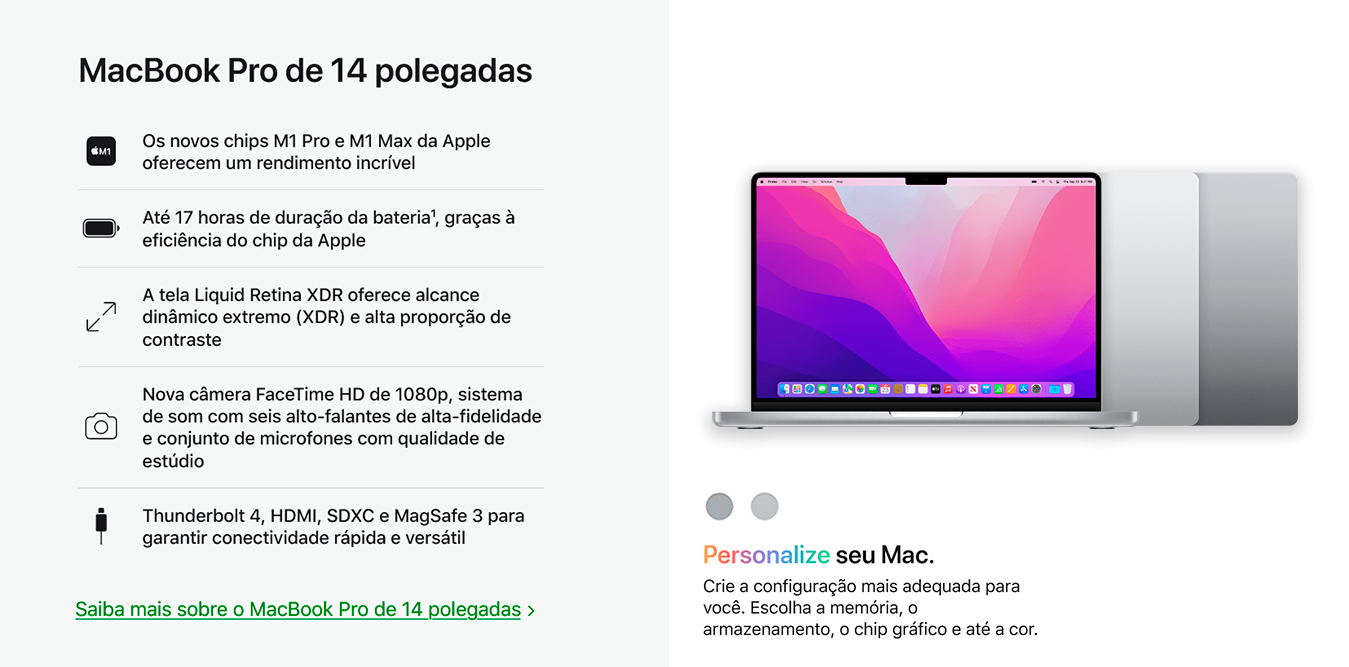 MacBook Pro de 14 polegadas
M1
Os novos chips M1 Pro e M1 Max da Apple
oferecem um rendimento incrível
Até 17 horas de duração da bateria¹, graças à
eficiência do chip da Apple
A tela Liquid Retina XDR oferece alcance
dinâmico extremo (XDR) e alta proporção de
contraste
Nova câmera FaceTime HD de 1080p, sistema
de som com seis alto-falantes de alta-fidelidade
e conjunto de microfones com qualidade de
estúdio
Thunderbolt 4, HDMI, SDXC e MagSafe 3 para
garantir conectividade rápida e versátil
Saiba mais sobre o MacBook Pro de 14 polegadas >
Personalize seu Mac.
Crie a configuração mais adequada para
você. Escolha a memória, o
armazenamento, o chip gráfico e até a cor.